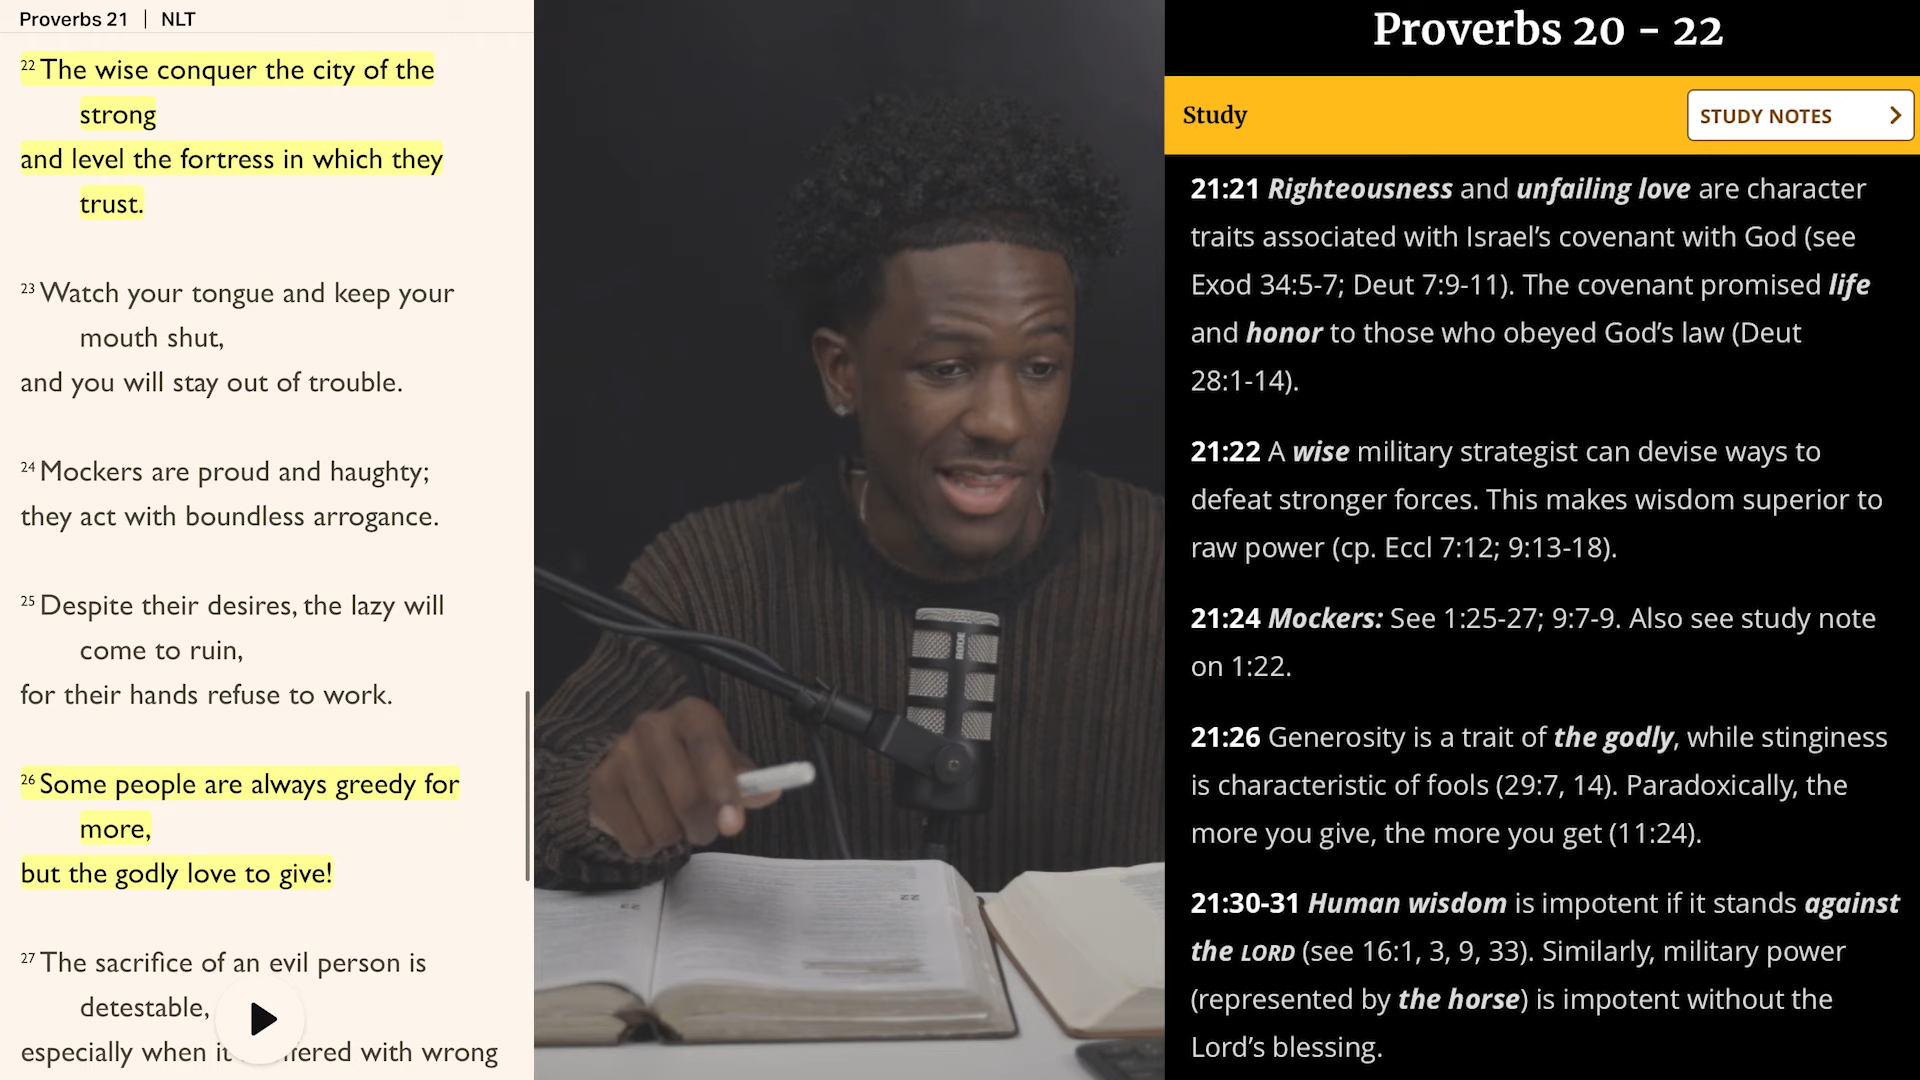 Proverbs 21 | NLT
22 The wise conquer the city of the
strong
and level the fortress in which they
trust.
23 Watch your tongue and keep your
mouth shut,
and you will stay out of trouble.
24 Mockers are proud and haughty;
they act with boundless arrogance.
25 Despite their desires, the lazy will
come to ruin,
for their hands refuse to work.
26 Some people are always greedy for
more,
but the godly love to give!
27 The sacrifice of an evil person is
detestable,
especially when it fered with wrong
RODE
23
22
Proverbs 20 - 22
Study
STUDY NOTES
21:21 Righteousness and unfailing love are character
traits associated with Israel’s covenant with God (see
Exod 34:5-7; Deut 7:9-11). The covenant promised life
and honor to those who obeyed God’s law (Deut
28:1-14).
21:22 A wise military strategist can devise ways to
defeat stronger forces. This makes wisdom superior to
raw power (cp. Eccl 7:12; 9:13-18).
21:24 Mockers: See 1:25-27; 9:7-9. Also see study note
on 1:22.
21:26 Generosity is a trait of the godly, while stinginess
is characteristic of fools (29:7, 14). Paradoxically, the
more you give, the more you get (11:24).
21:30-31 Human wisdom is impotent if it stands against
the LORD (see 16:1, 3, 9, 33). Similarly, military power
(represented by the horse) is impotent without the
Lord’s blessing.